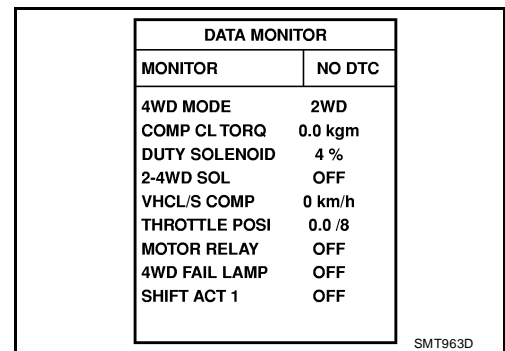 DATA MONITOR
MONITOR NO DTC
4WD MODE 2WD
COMP CL TORQ 0.0 kgm
DUTY SOLENOID 4 %
2-4WD SOL OFF
VHCL/S COMP 0 km/h
THROTTLE POSI 0.0 /8
MOTOR RELAY OFF
4WD FAIL LAMP OFF
SHIFT ACT 1 OFF
SMT963D